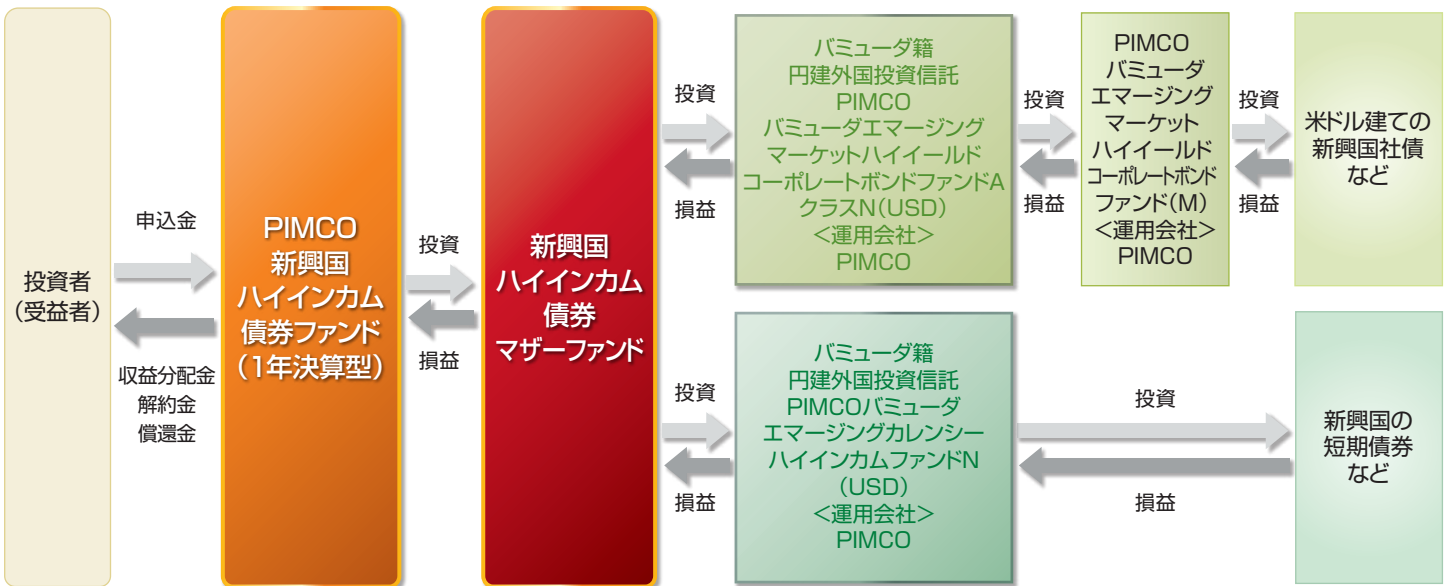 投資者
(受益者)
申込金
収益分配金
解約金
償還金
PIMCO
新興国
ハイインカム
債券ファンド
(1年決算型)
投資
損益
新興国
ハイインカム
債券
マザーファンド
投資
損益
バミューダ籍
円建外国投資信託
PIMCO
バミューダエマージング
マーケットハイイールド
コーポレートボンドファンドA
クラスN(USD)
<運用会社>
PIMCO
投資
損益
PIMCO
バミューダ
エマージング
マーケット
ハイイールド
コーポレートボンド
ファンド(M)
<運用会社>
PIMCO
投資
損益
米ドル建ての
新興国社債
など
投資
損益
バミューダ籍
円建外国投資信託
PIMCOバミューダ
エマージングカレンシー
ハイインカムファンドN
(USD)
<運用会社>
PIMCO
投資
損益
新興国の
短期債券
など